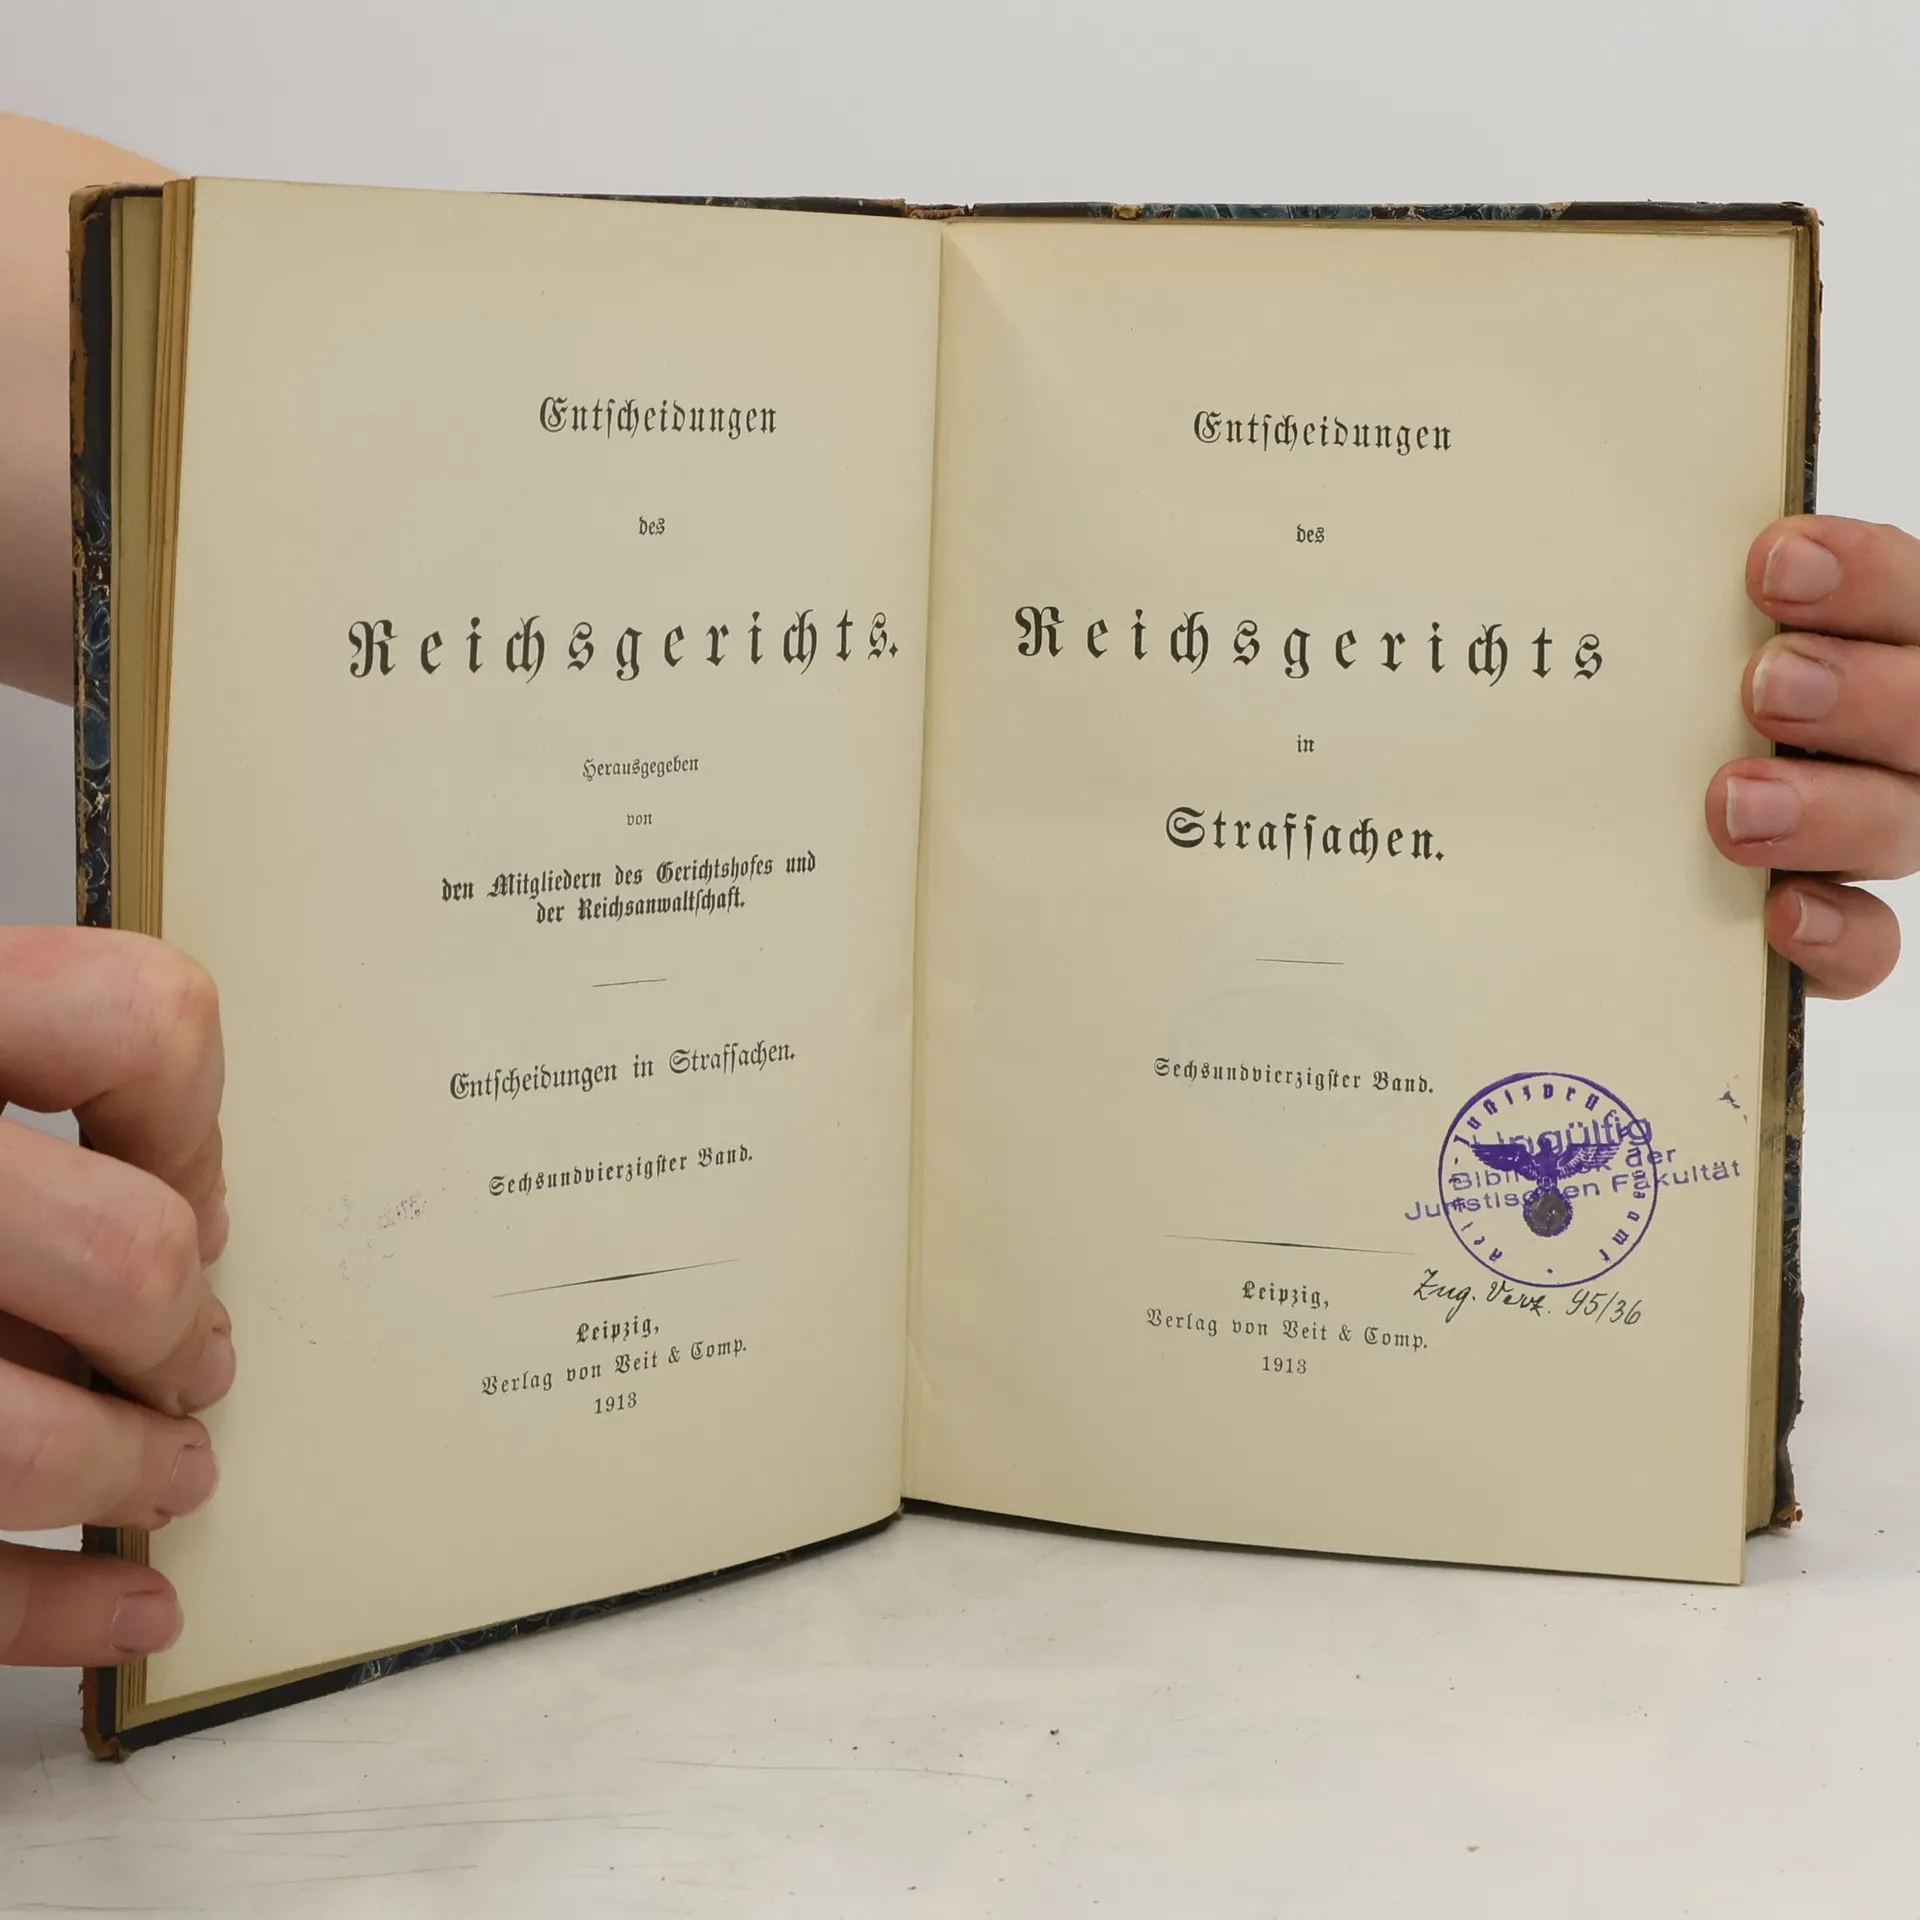 Entscheidungen
des
Reichsgerichts.
Herausgegeben
von
den Mitgliedern des Gerichtshofes und
der Reichsanwaltschaft.
Entscheidungen in Strafsachen.
Sechsundvierzigster Band.
Leipzig,
Verlag von Veit & Comp.
1913
Entscheidungen
des
Reichsgerichts
in
Strafsachen.
Sechsundvierzigster Band.
Reichs-Justizprüfungsamt
Ungültig
Bibliothek der
Juristischen Fakultät
Zug. Verz. 95/36
Leipzig,
Verlag von Veit & Comp.
1913